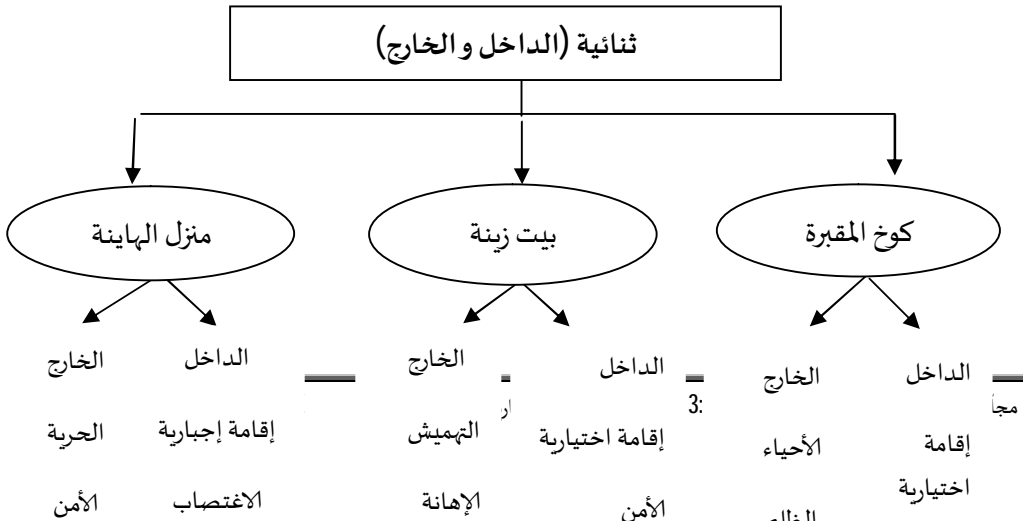 ثنائية (الداخل والخارج)
كوخ المقبرة
بيت زينة
منزل الهاينة
الداخل
إقامة
اختيارية
الخارج
الأحياء
الداخل
إقامة اختيارية
الأمن
الخارج
التهميش
الإهانة
الداخل
إقامة إجبارية
الاغتصاب
الخارج
الحرية
الأمن
3: